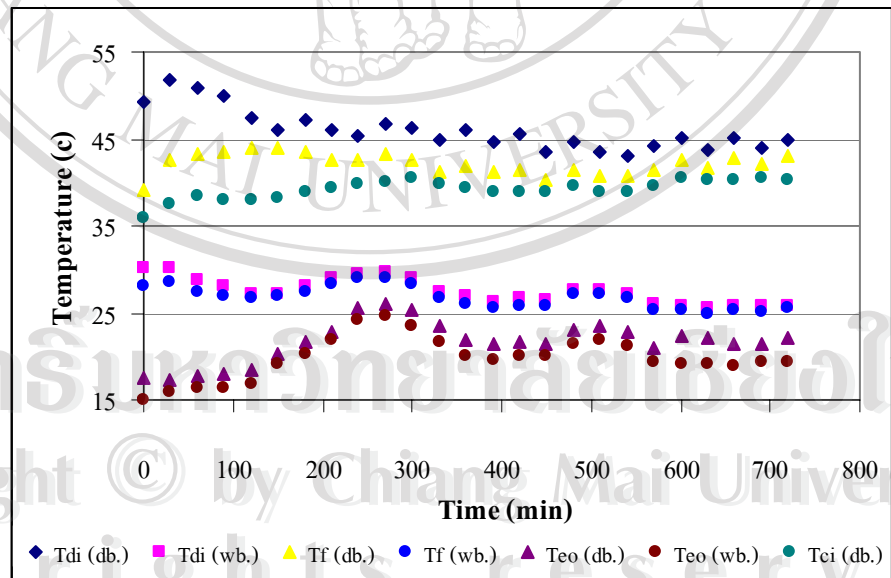 MAI UNIVERSITY
55
45
35
25
15
Temperature (c)
0 100 200 300 400 500 600 700 800
Time (min)
Tdi (db.) Tdi (wb.) Tf (db.) Tf (wb.) Teo (db.) Teo (wb.) Tci (db.)
© by Chiang Mai Univer